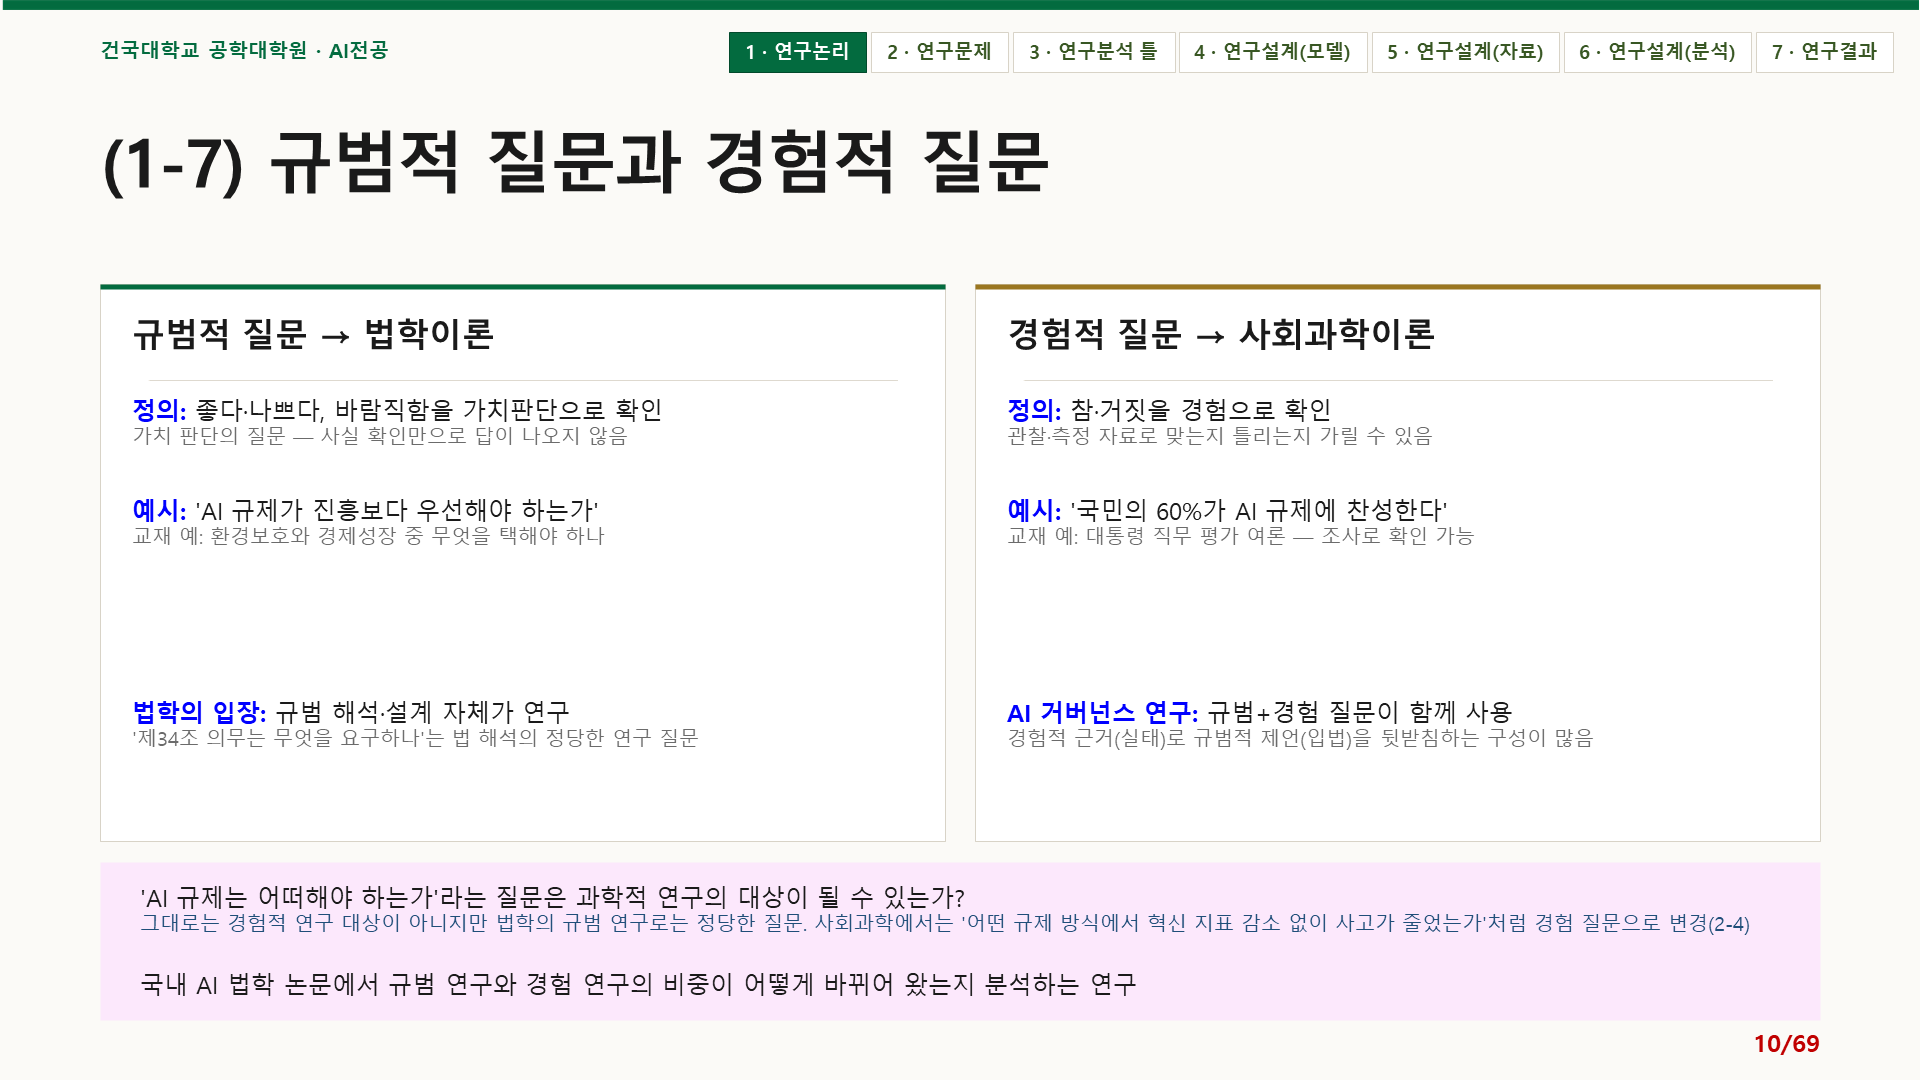 건국대학교 공학대학원 · AI전공
1 · 연구논리
2 · 연구문제
3 · 연구분석 틀
4 · 연구설계(모델)
5 · 연구설계(자료)
6 · 연구설계(분석)
7 · 연구결과
(1-7) 규범적 질문과 경험적 질문
규범적 질문 → 법학이론
정의: 좋다·나쁘다, 바람직함을 가치판단으로 확인
가치 판단의 질문 — 사실 확인만으로 답이 나오지 않음
예시: 'AI 규제가 진흥보다 우선해야 하는가'
교재 예: 환경보호와 경제성장 중 무엇을 택해야 하나
법학의 입장: 규범 해석·설계 자체가 연구
'제34조 의무는 무엇을 요구하나'는 법 해석의 정당한 연구 질문
경험적 질문 → 사회과학이론
정의: 참·거짓을 경험으로 확인
관찰·측정 자료로 맞는지 틀리는지 가릴 수 있음
예시: '국민의 60%가 AI 규제에 찬성한다'
교재 예: 대통령 직무 평가 여론 — 조사로 확인 가능
AI 거버넌스 연구: 규범+경험 질문이 함께 사용
경험적 근거(실태)로 규범적 제언(입법)을 뒷받침하는 구성이 많음
'AI 규제는 어떠해야 하는가'라는 질문은 과학적 연구의 대상이 될 수 있는가?
그대로는 경험적 연구 대상이 아니지만 법학의 규범 연구로는 정당한 질문. 사회과학에서는 '어떤 규제 방식에서 혁신 지표 감소 없이 사고가 줄었는가'처럼 경험 질문으로 변경(2-4)
국내 AI 법학 논문에서 규범 연구와 경험 연구의 비중이 어떻게 바뀌어 왔는지 분석하는 연구
10/69